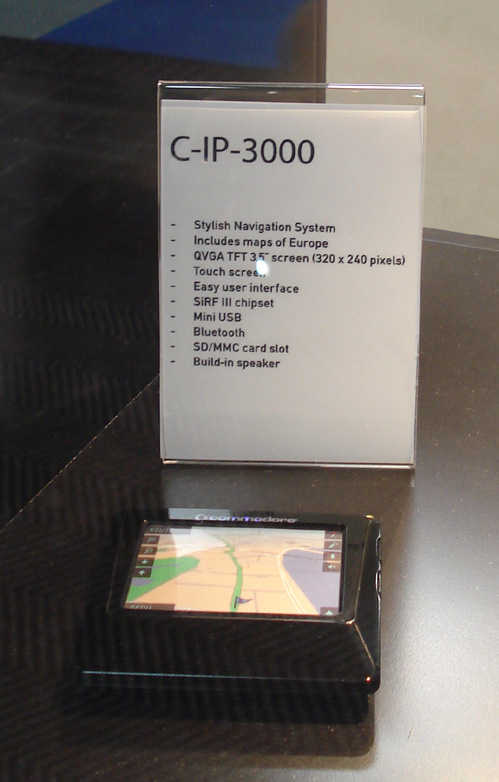 C-IP-3000
- Stylish Navigation System
- Includes maps of Europe
- QVGA TFT 3.5" screen (320 x 240 pixels)
- Touch screen
- Easy user interface
- SiRF III chipset
- Mini USB
- Bluetooth
- SD/MMC card slot
- Build-in speaker
commodore